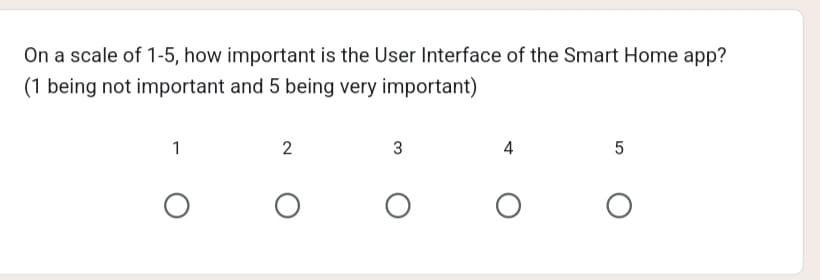 On a scale of 1-5, how important is the User Interface of the Smart Home app?
(1 being not important and 5 being very important)
1 2 3 4 5